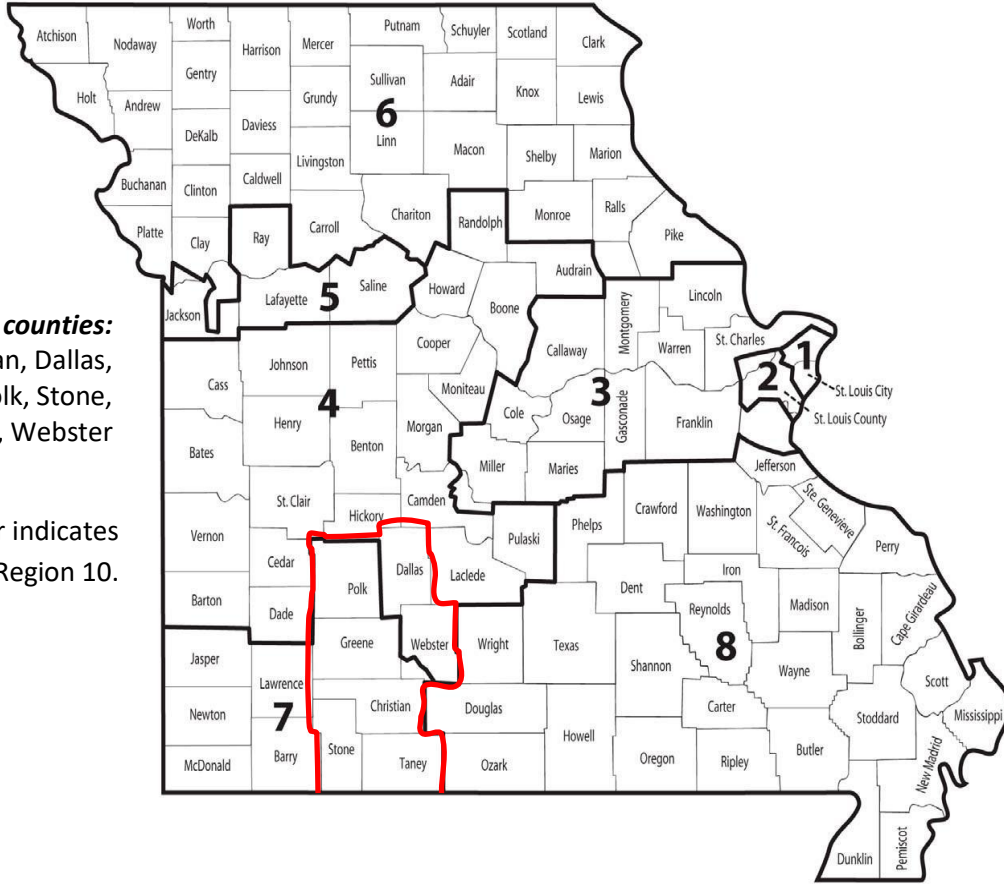 Atchison
Nodaway
Worth
Harrison
Mercer
Putnam
Schuyler
Scotland
Clark
Gentry
Sullivan
Adair
Knox
Lewis
Holt
Andrew
Grundy
6
DeKalb
Daviess
Linn
Macon
Shelby
Marion
Livingston
Buchanan
Clinton
Caldwell
Chariton
Randolph
Monroe
Ralls
Platte
Clay
Ray
Carroll
Pike
Audrain
Jackson
Lafayette
5
Saline
Howard
Boone
Montgomery
Lincoln
counties:
an, Dallas,
olk, Stone,
, Webster
Cass
Johnson
Pettis
Cooper
Moniteau
Callaway
Warren
St. Charles
1
2
St. Louis City
St. Louis County
4
Henry
Morgan
Cole
Osage
3
Gasconade
Franklin
Bates
Benton
Miller
Maries
Jefferson
St. Clair
Camden
Hickory
Phelps
Crawford
Washington
Ste. Genevieve
St. Francois
Perry
r indicates
Region 10.
Vernon
Cedar
Polk
Dallas
Laclede
Pulaski
Dent
Iron
Barton
Dade
Reynolds
Madison
Bollinger
Cape Girardeau
Jasper
Greene
Webster
Wright
Texas
Shannon
8
Wayne
Scott
Lawrence
7
Newton
Christian
Douglas
Carter
Stoddard
Mississippi
McDonald
Barry
Stone
Taney
Ozark
Howell
Oregon
Ripley
Butler
New Madrid
Dunklin
Pemiscot